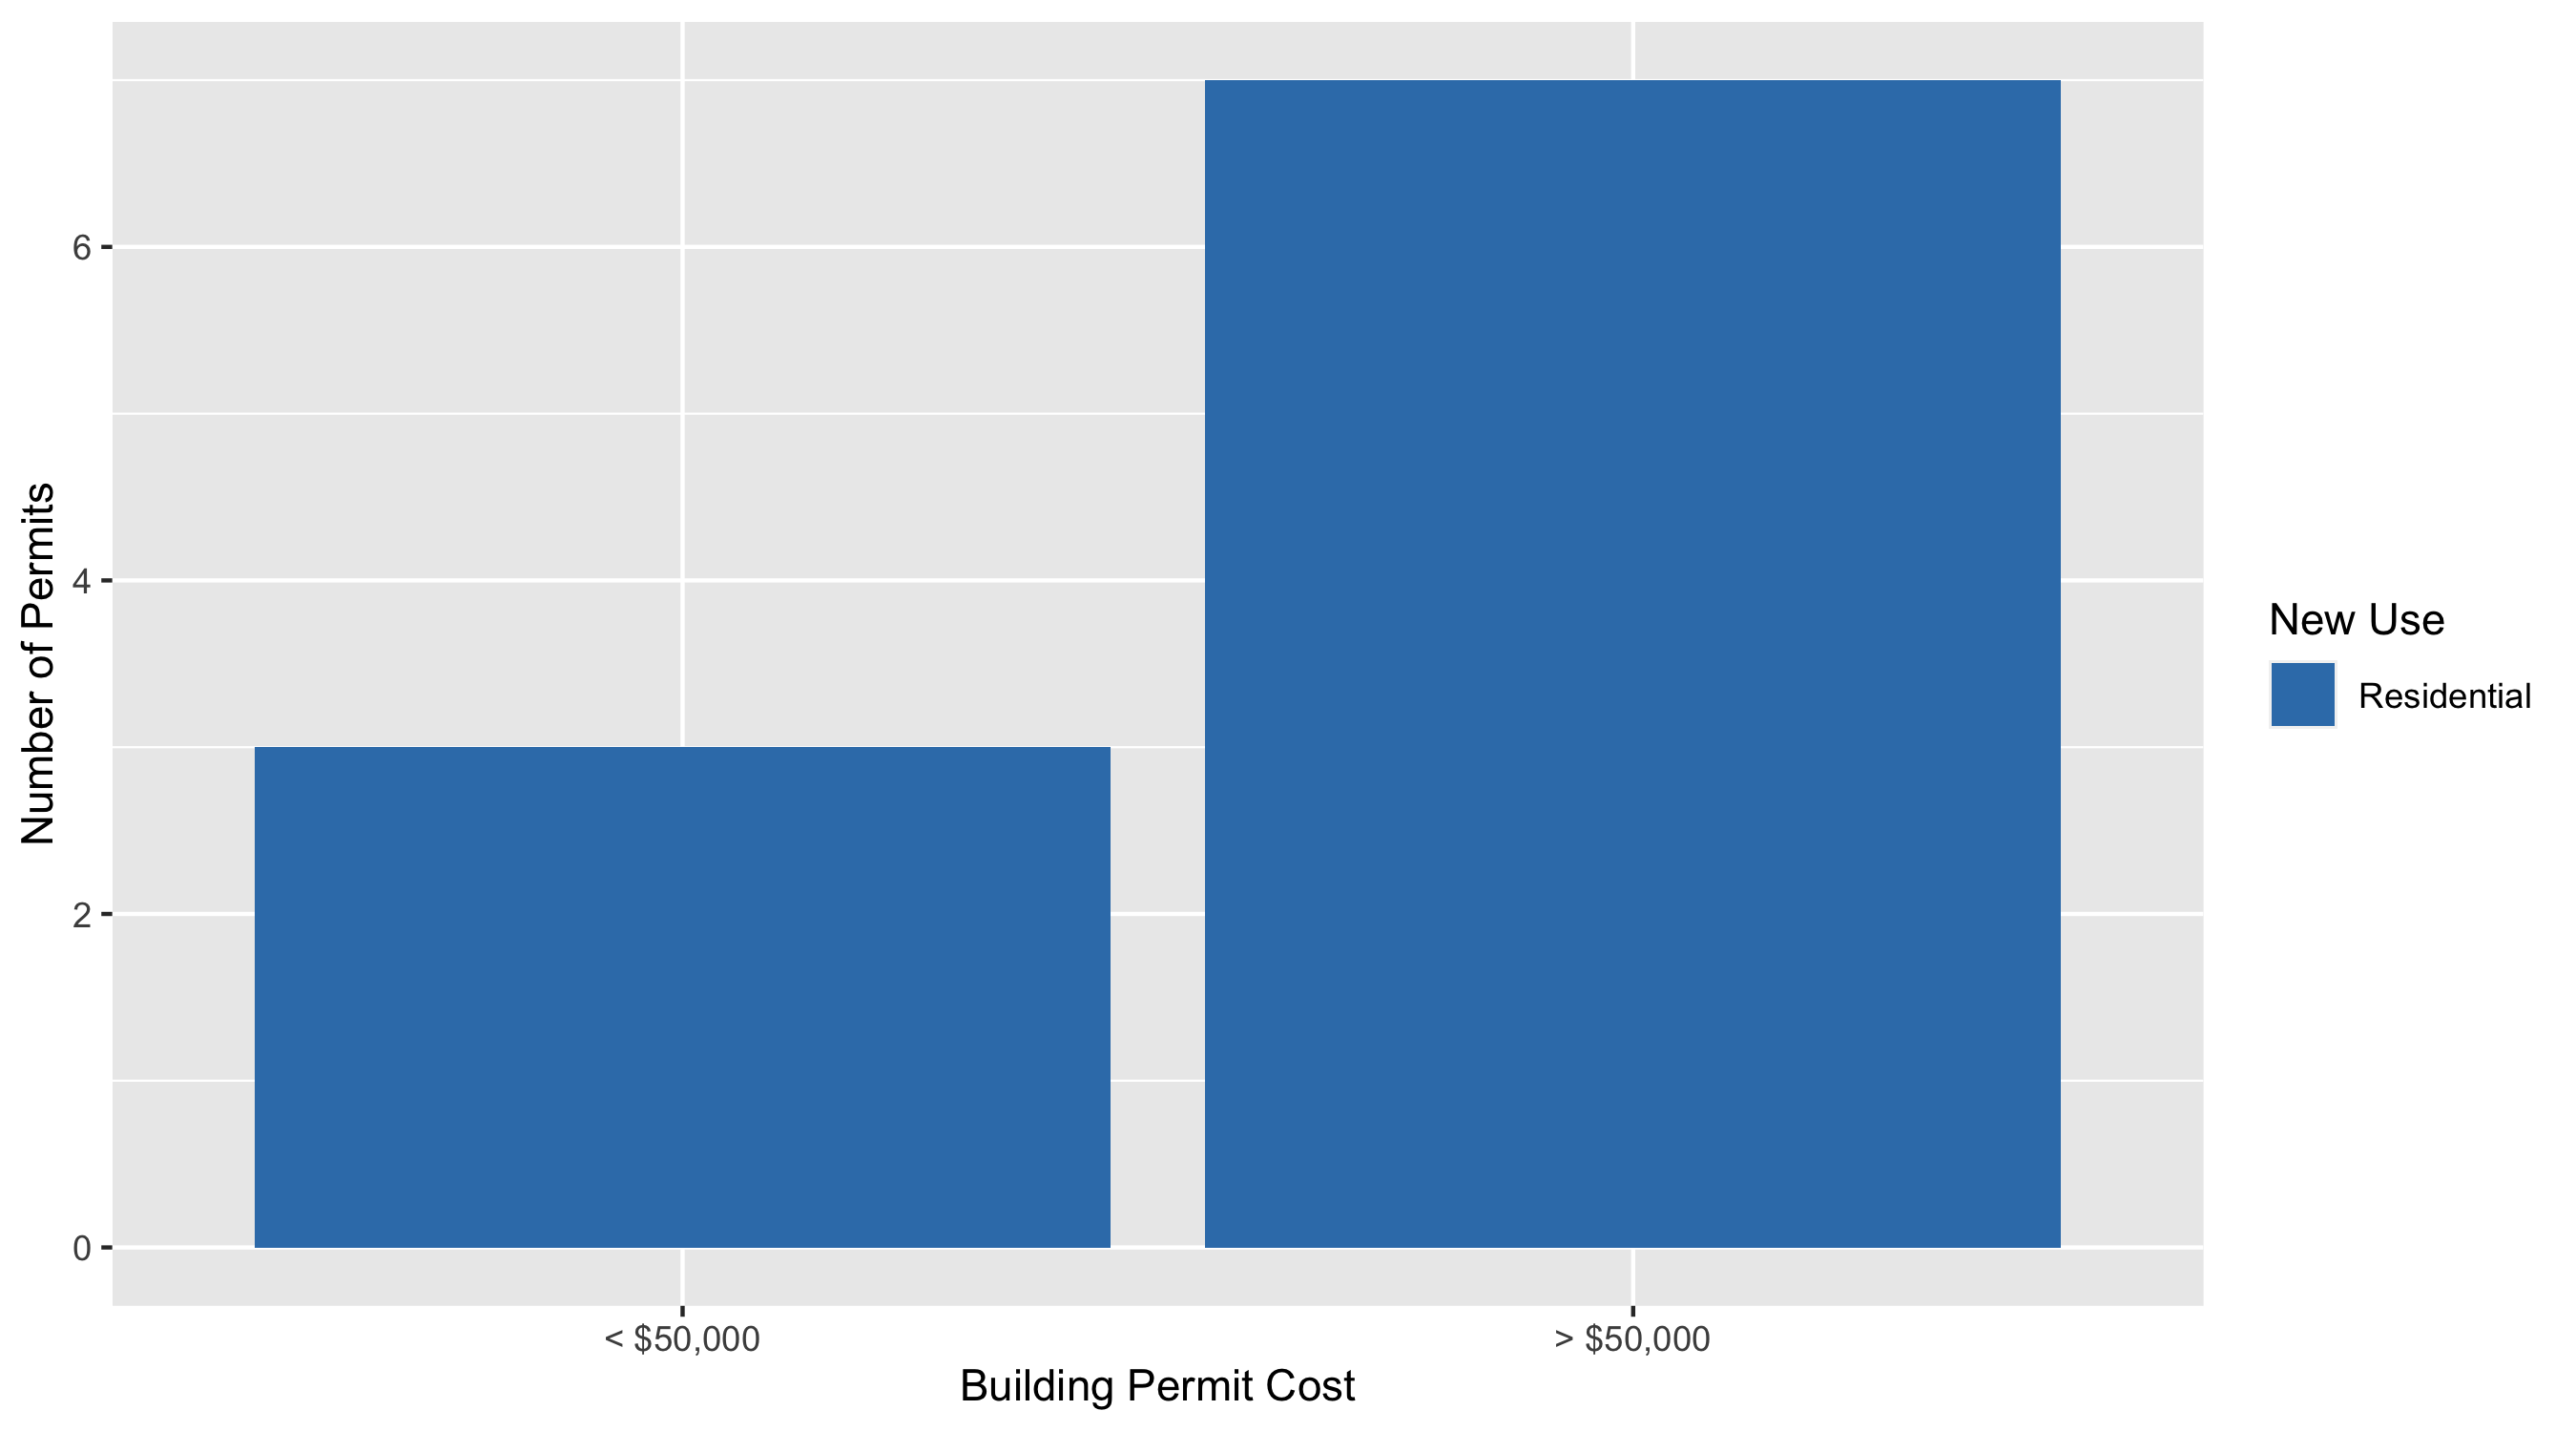 Number of Permits
6
4
2
0
< $50,000
> $50,000
Building Permit Cost
New Use
Residential